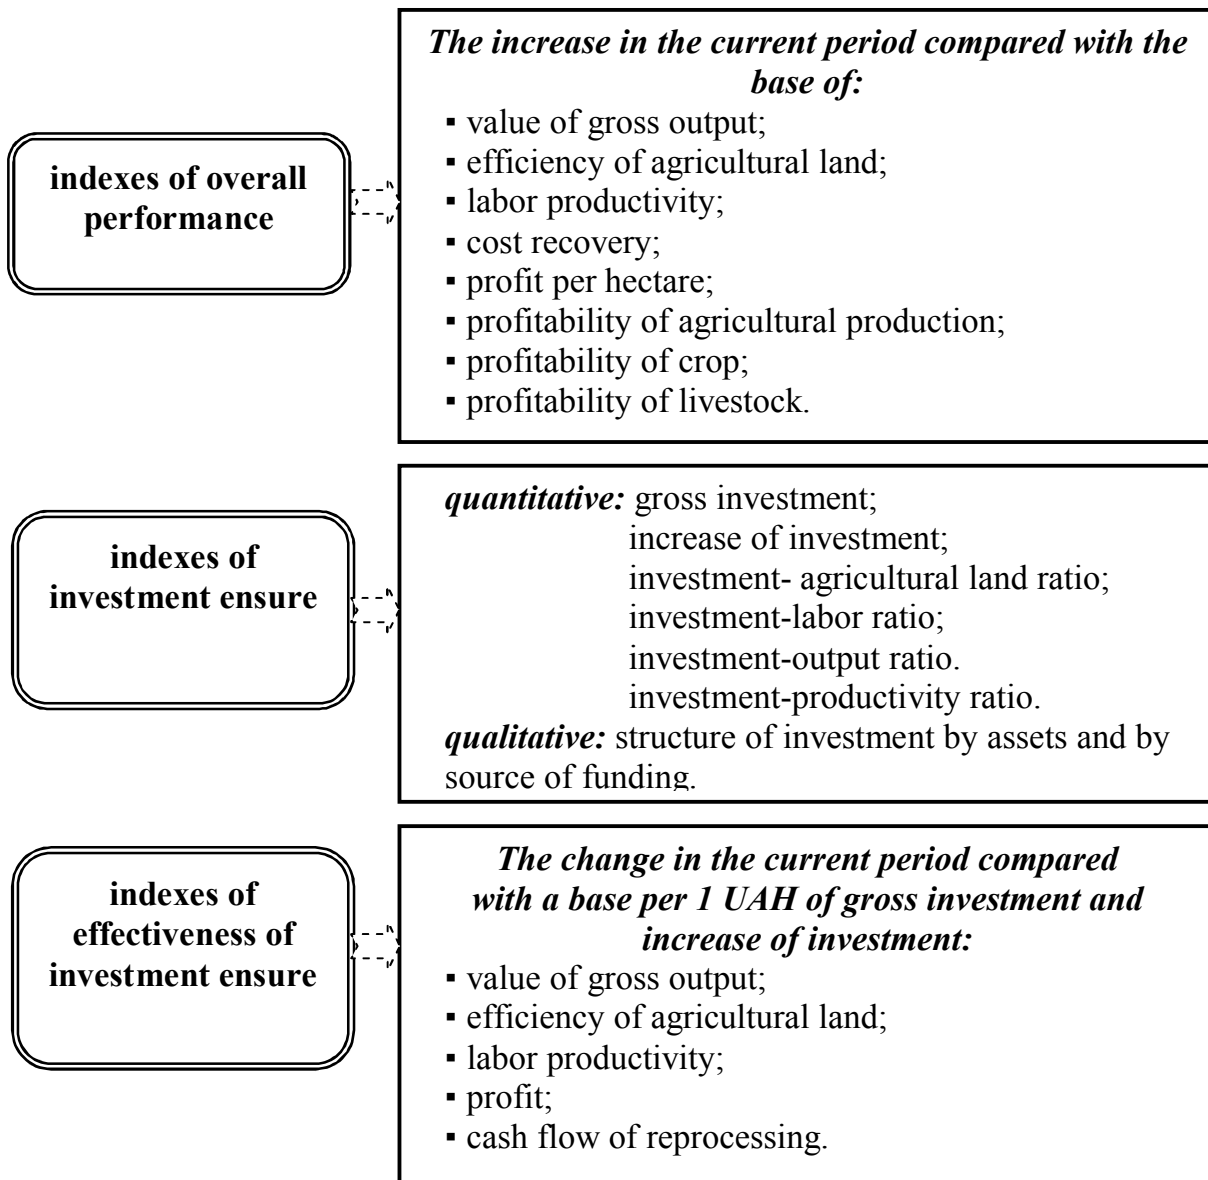 indexes of overall
performance
The increase in the current period compared with the
base of:
▪ value of gross output;
▪ efficiency of agricultural land;
▪ labor productivity;
▪ cost recovery;
▪ profit per hectare;
▪ profitability of agricultural production;
▪ profitability of crop;
▪ profitability of livestock.
indexes of
investment ensure
quantitative: gross investment;
increase of investment;
investment- agricultural land ratio;
investment-labor ratio;
investment-output ratio.
investment-productivity ratio.
qualitative: structure of investment by assets and by
source of funding.
indexes of
effectiveness of
investment ensure
The change in the current period compared
with a base per 1 UAH of gross investment and
increase of investment:
▪ value of gross output;
▪ efficiency of agricultural land;
▪ labor productivity;
▪ profit;
▪ cash flow of reprocessing.